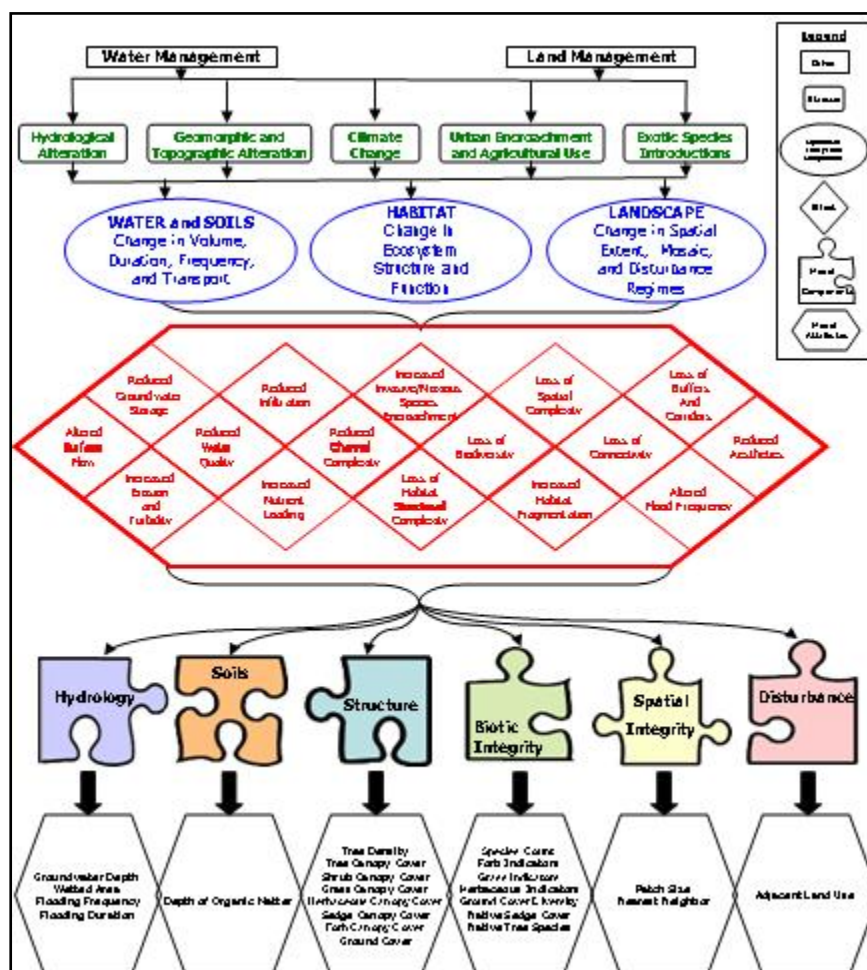 Water Management
Land Management
Legend
Driver
Stressor
Effect
Model
Components
Model
Attributes
Hydrological
Alteration
Geomorphic and
Topographic Alteration
Climate
Change
Urban Encroachment
and Agricultural Use
Exotic Species
Introductions
WATER and SOILS
Change in Volume,
Duration, Frequency,
and Transport
HABITAT
Change in
Ecosystem
Structure and
Function
LANDSCAPE
Change in Spatial
Extent, Mosaic,
and Disturbance
Regimes
Reduced
Groundwater
Storage
Reduced
Infiltration
Increased
Invasive/Noxious
Species
Encroachment
Loss of
Spatial
Complexity
Loss of
Buffers
And
Corridors
Altered
Surface
Flow
Reduced
Water
Quality
Reduced
Channel
Complexity
Loss of
Biodiversity
Loss of
Connectivity
Reduced
Aesthetics
Increased
Erosion
and
Turbidity
Increased
Nutrient
Loading
Loss of
Habitat
Structural
Complexity
Increased
Habitat
Fragmentation
Altered
Flood Frequency
Hydrology
Soils
Structure
Biotic
Integrity
Spatial
Integrity
Disturbance
Groundwater Depth
Wetted Area
Flooding Frequency
Flooding Duration
Depth of Organic Matter
Tree Density
Tree Canopy Cover
Shrub Canopy Cover
Grass Canopy Cover
Herbaceous Canopy Cover
Sedge Canopy Cover
Forb Canopy Cover
Ground Cover
Species Counts
Forb Indicators
Grass Indicators
Herbaceous Indicators
Ground Cover Diversity
Native Sedge Cover
Native Tree Species
Patch Size
Nearest Neighbor
Adjacent Land Use